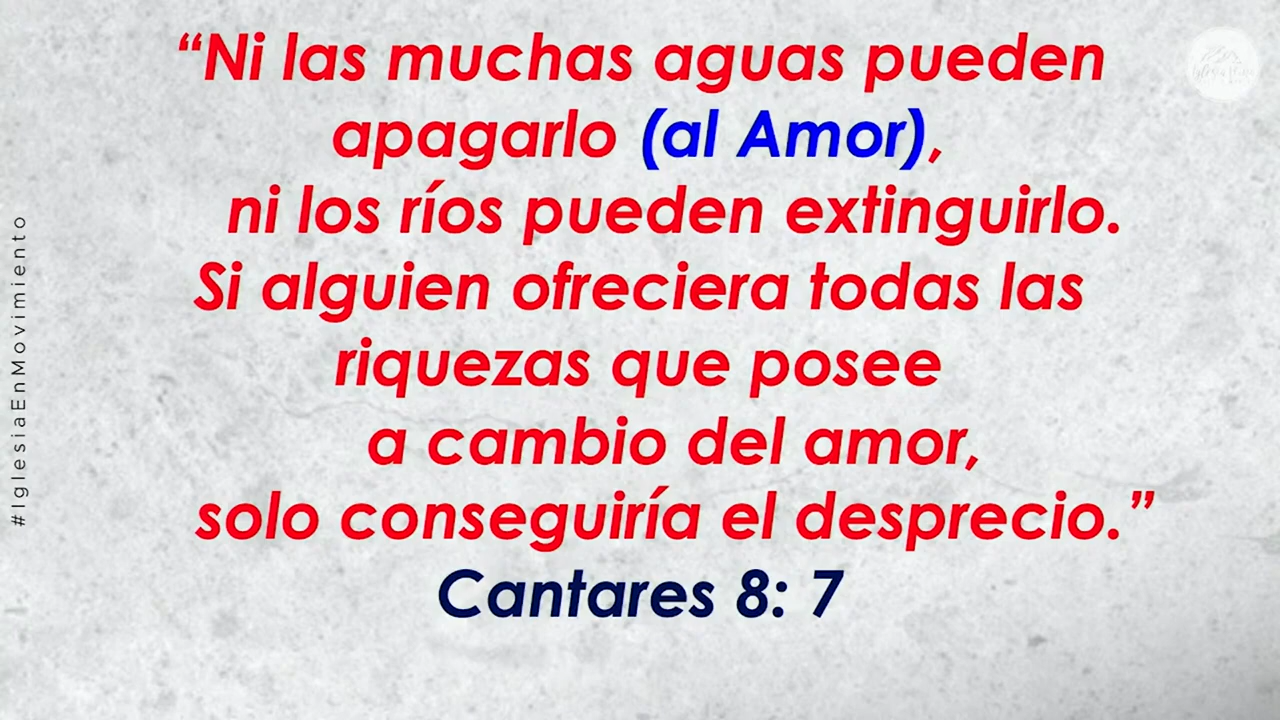 “Ni las muchas aguas pueden
apagarlo (al Amor),
ni los ríos pueden extinguirlo.
Si alguien ofreciera todas las
riquezas que posee
a cambio del amor,
solo conseguiría el desprecio.”
Cantares 8: 7
#IglesiaEnMovimiento